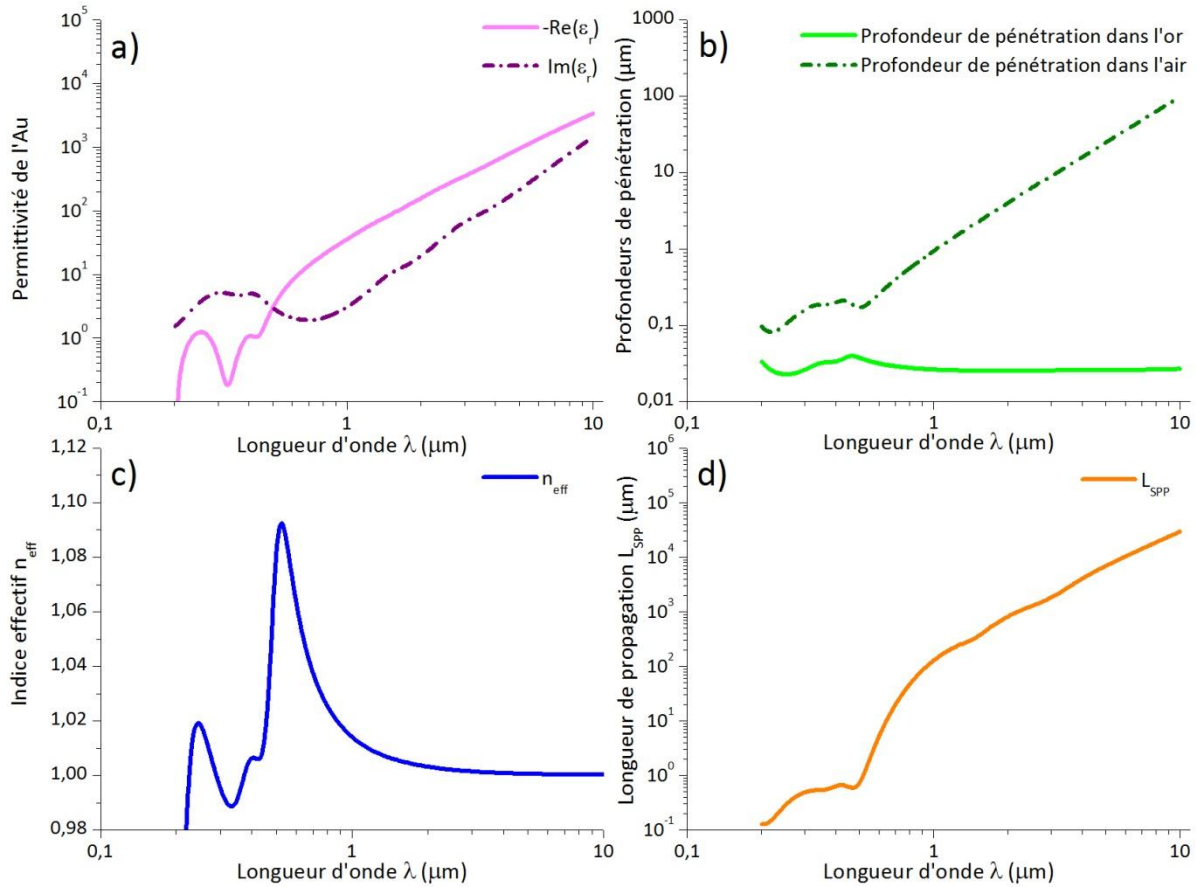 a)
-Re(εr)
Im(εr)
Permittivité de l'Au
10^5
10^4
10^3
10^2
10^1
10^0
10^-1
0,1
1
10
Longueur d'onde λ (μm)
b)
Profondeur de pénétration dans l'or
Profondeur de pénétration dans l'air
Profondeurs de pénétration (μm)
1000
100
10
1
0,1
0,01
0,1
1
10
Longueur d'onde λ (μm)
c)
n_eff
Indice effectif n_eff
1,12
1,10
1,08
1,06
1,04
1,02
1,00
0,98
0,1
1
10
Longueur d'onde λ (μm)
d)
L_SPP
Longueur de propagation L_SPP (μm)
10^6
10^5
10^4
10^3
10^2
10^1
10^0
10^-1
0,1
1
10
Longueur d'onde λ (μm)